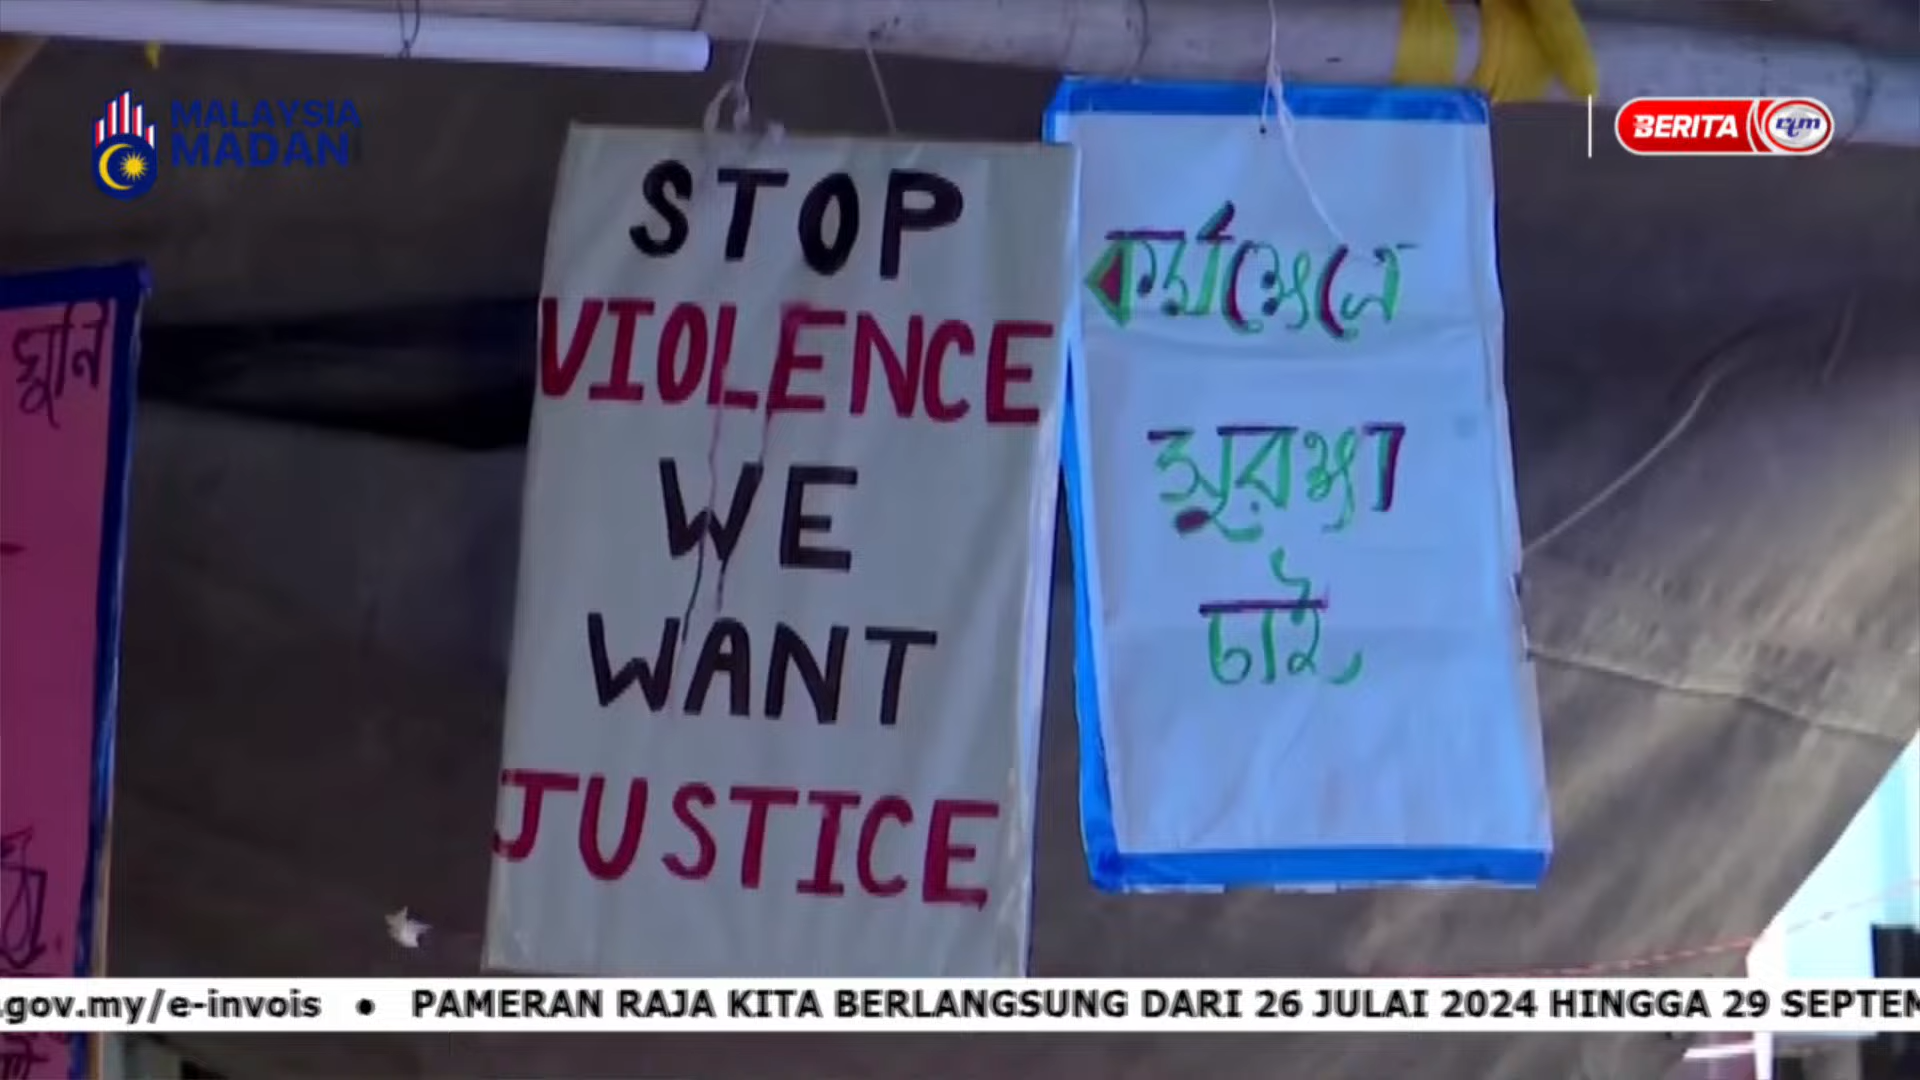 MALAYSIA
MADANI
BERITA rtm
STOP
VIOLENCE
WE
WANT
JUSTICE
কর্মক্ষেত্রে
সুরক্ষা
চাই,
.gov.my/e-invois • PAMERAN RAJA KITA BERLANGSUNG DARI 26 JULAI 2024 HINGGA 29 SEPTEM